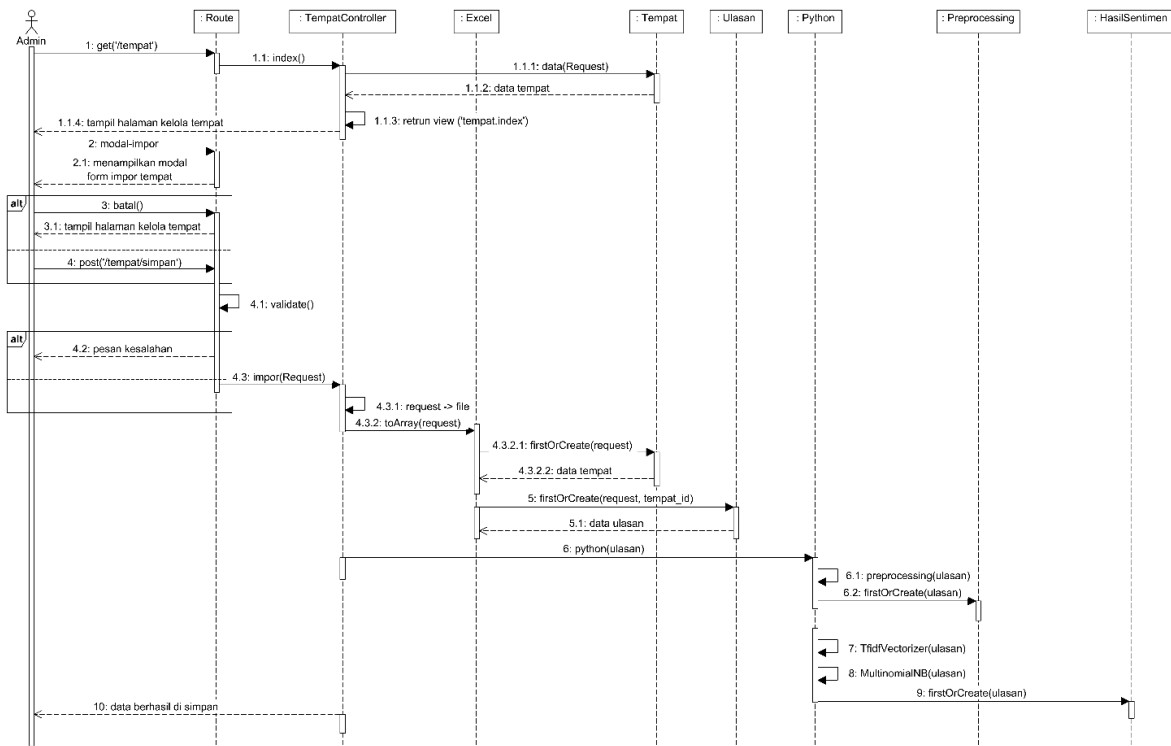 : Route
: TempatController
: Excel
: Tempat
: Ulasan
: Python
: Preprocessing
: HasilSentimen
Admin
1: get('/tempat')
1.1: index()
1.1.1: data(Request)
1.1.2: data tempat
1.1.3: retrun view ('tempat.index')
1.1.4: tampil halaman kelola tempat
2: modal-impor
2.1: menampilkan modal
form impor tempat
alt
3: batal()
3.1: tampil halaman kelola tempat
4: post('/tempat/simpan')
4.1: validate()
alt
4.2: pesan kesalahan
4.3: impor(Request)
4.3.1: request -> file
4.3.2: toArray(request)
4.3.2.1: firstOrCreate(request)
4.3.2.2: data tempat
5: firstOrCreate(request, tempat_id)
5.1: data ulasan
6: python(ulasan)
6.1: preprocessing(ulasan)
6.2: firstOrCreate(ulasan)
7: TfidfVectorizer(ulasan)
8: MultinomialNB(ulasan)
9: firstOrCreate(ulasan)
10: data berhasil di simpan